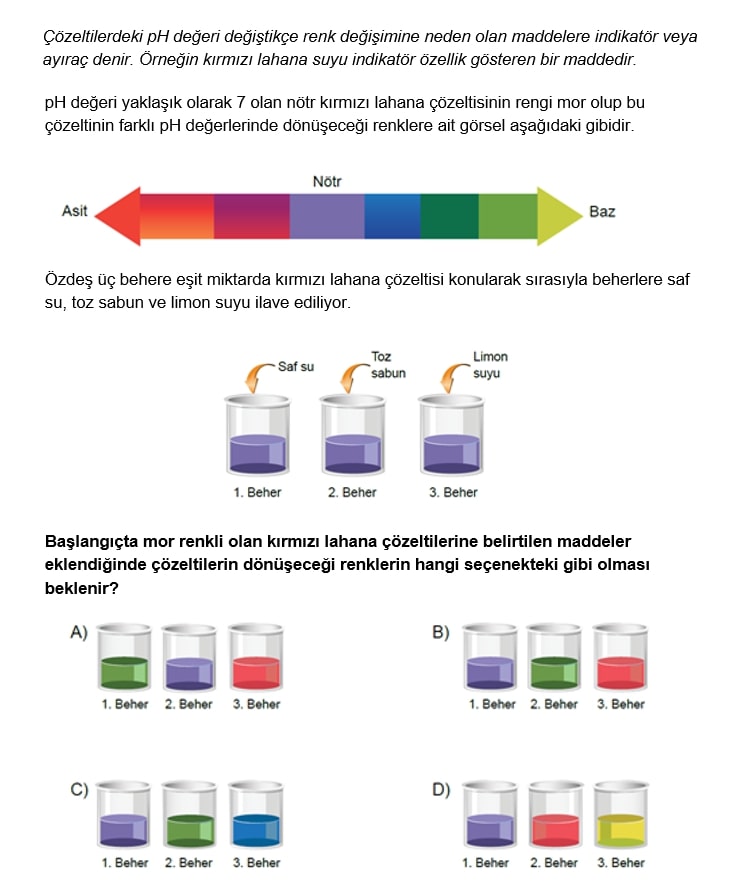 Çözeltilerdeki pH değeri değiştikçe renk değişimine neden olan maddelere indikatör veya
ayıraç denir. Örneğin kırmızı lahana suyu indikatör özellik gösteren bir maddedir.
pH değeri yaklaşık olarak 7 olan nötr kırmızı lahana çözeltisinin rengi mor olup bu
çözeltinin farklı pH değerlerinde dönüşeceği renklere ait görsel aşağıdaki gibidir.
Nötr
Asit
Baz
Özdeş üç behere eşit miktarda kırmızı lahana çözeltisi konularak sırasıyla beherlere saf
su, toz sabun ve limon suyu ilave ediliyor.
Saf su
Toz
sabun
Limon
suyu
1. Beher
2. Beher
3. Beher
Başlangıçta mor renkli olan kırmızı lahana çözeltilerine belirtilen maddeler
eklendiğinde çözeltilerin dönüşeceği renklerin hangi seçenekteki gibi olması
beklenir?
A)
1. Beher
2. Beher
3. Beher
B)
1. Beher
2. Beher
3. Beher
C)
1. Beher
2. Beher
3. Beher
D)
1. Beher
2. Beher
3. Beher